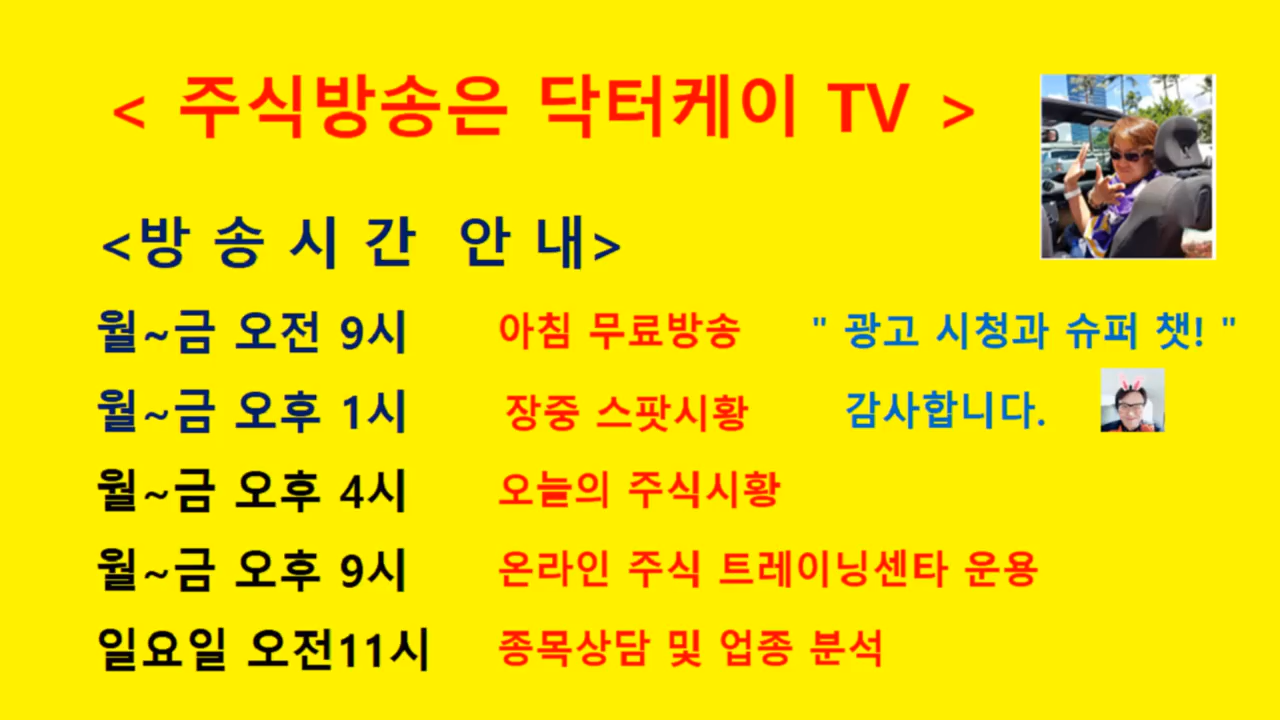 < 주식방송은 닥터케이 TV >
<방 송 시 간 안 내>
월~금 오전 9시 아침 무료방송 " 광고 시청과 슈퍼 챗! "
월~금 오후 1시 장중 스팟시황 감사합니다.
월~금 오후 4시 오늘의 주식시황
월~금 오후 9시 온라인 주식 트레이닝센타 운용
일요일 오전11시 종목상담 및 업종 분석